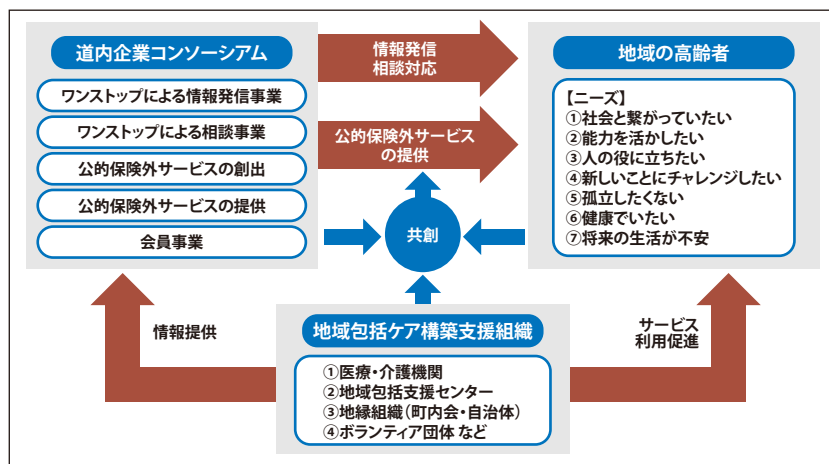 道内企業コンソーシアム
ワンストップによる情報発信事業
ワンストップによる相談事業
公的保険外サービスの創出
公的保険外サービスの提供
会員事業
情報発信
相談対応
公的保険外サービス
の提供
共創
地域の高齢者
【ニーズ】
①社会と繋がっていたい
②能力を活かしたい
③人の役に立ちたい
④新しいことにチャレンジしたい
⑤孤立したくない
⑥健康でいたい
⑦将来の生活が不安
情報提供
地域包括ケア構築支援組織
①医療・介護機関
②地域包括支援センター
③地縁組織(町内会・自治体)
④ボランティア団体 など
サービス
利用促進